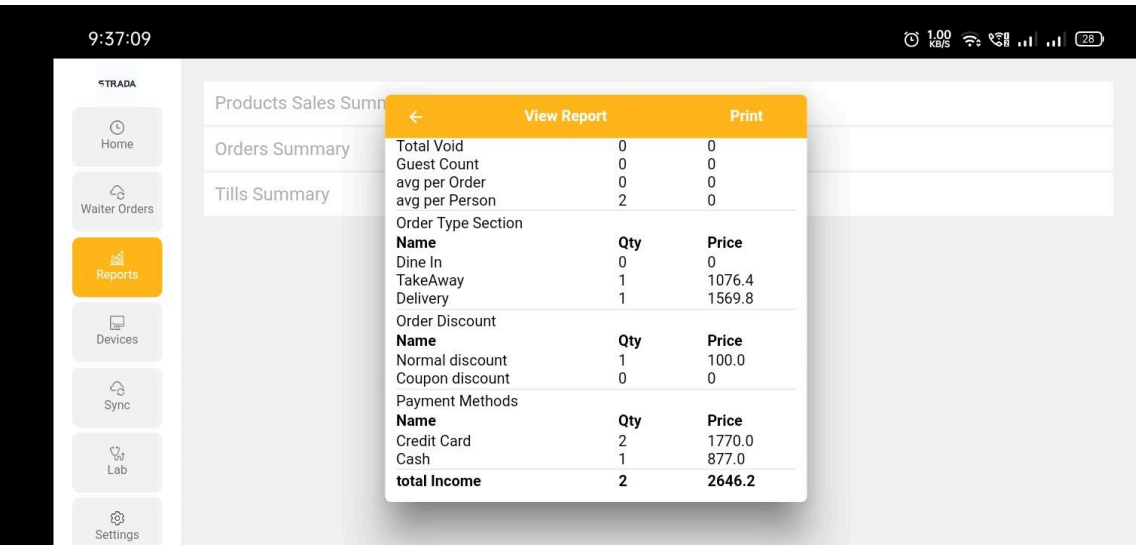 9:37:09
1.00 KB/S
28
STRADA
Home
Waiter Orders
Reports
Devices
Sync
Lab
Settings
Products Sales Summ
Orders Summary
Tills Summary
View Report Print
Total Void 0 0
Guest Count 0 0
avg per Order 0 0
avg per Person 2 0
Order Type Section
Name Qty Price
Dine In 0 0
TakeAway 1 1076.4
Delivery 1 1569.8
Order Discount
Name Qty Price
Normal discount 1 100.0
Coupon discount 0 0
Payment Methods
Name Qty Price
Credit Card 2 1770.0
Cash 1 877.0
total Income 2 2646.2